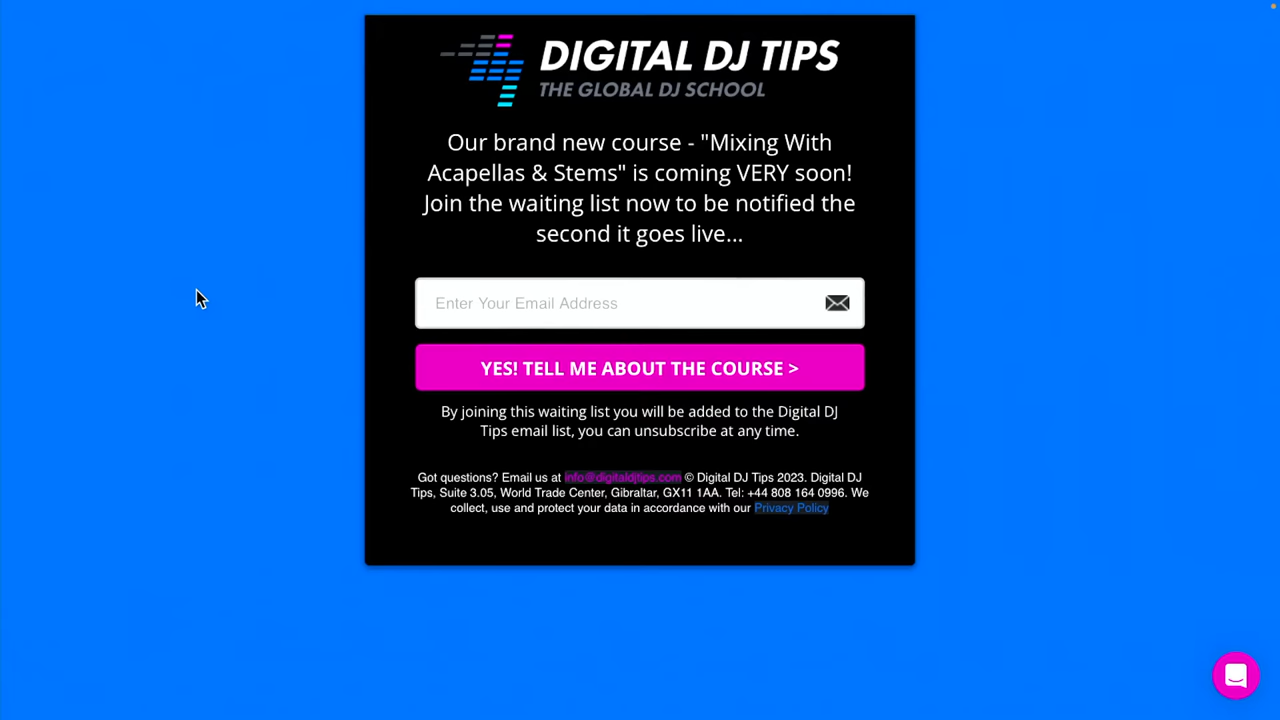 DIGITAL DJ TIPS
THE GLOBAL DJ SCHOOL
Our brand new course - "Mixing With
Acapellas & Stems" is coming VERY soon!
Join the waiting list now to be notified the
second it goes live...
Enter Your Email Address
YES! TELL ME ABOUT THE COURSE >
By joining this waiting list you will be added to the Digital DJ
Tips email list, you can unsubscribe at any time.
Got questions? Email us at info@digitaldjtips.com © Digital DJ Tips 2023. Digital DJ
Tips, Suite 3.05, World Trade Center, Gibraltar, GX11 1AA. Tel: +44 808 164 0996. We
collect, use and protect your data in accordance with our Privacy Policy